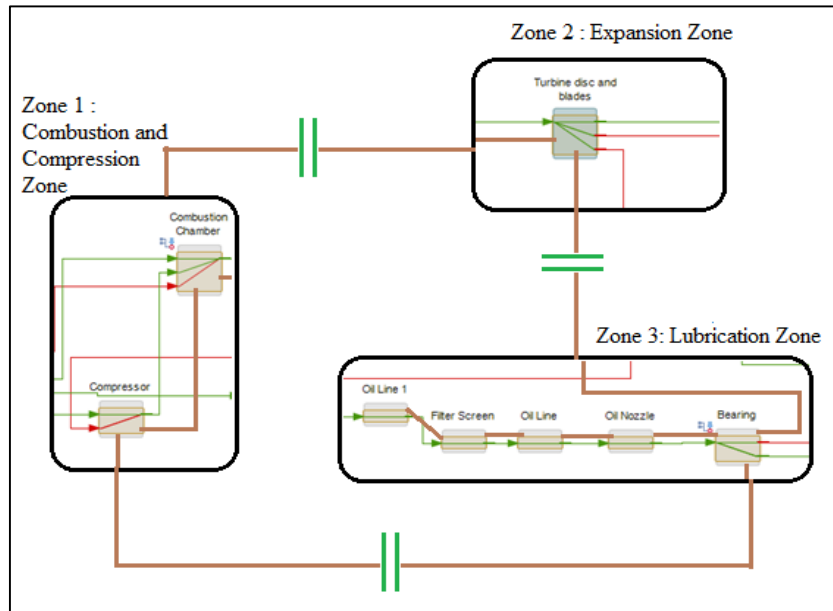 Zone 2 : Expansion Zone
Turbine disc and
blades
Zone 1 :
Combustion and
Compression
Zone
Combustion
Chamber
Compressor
Zone 3: Lubrication Zone
Oil Line 1
Filter Screen
Oil Line
Oil Nozzle
Bearing